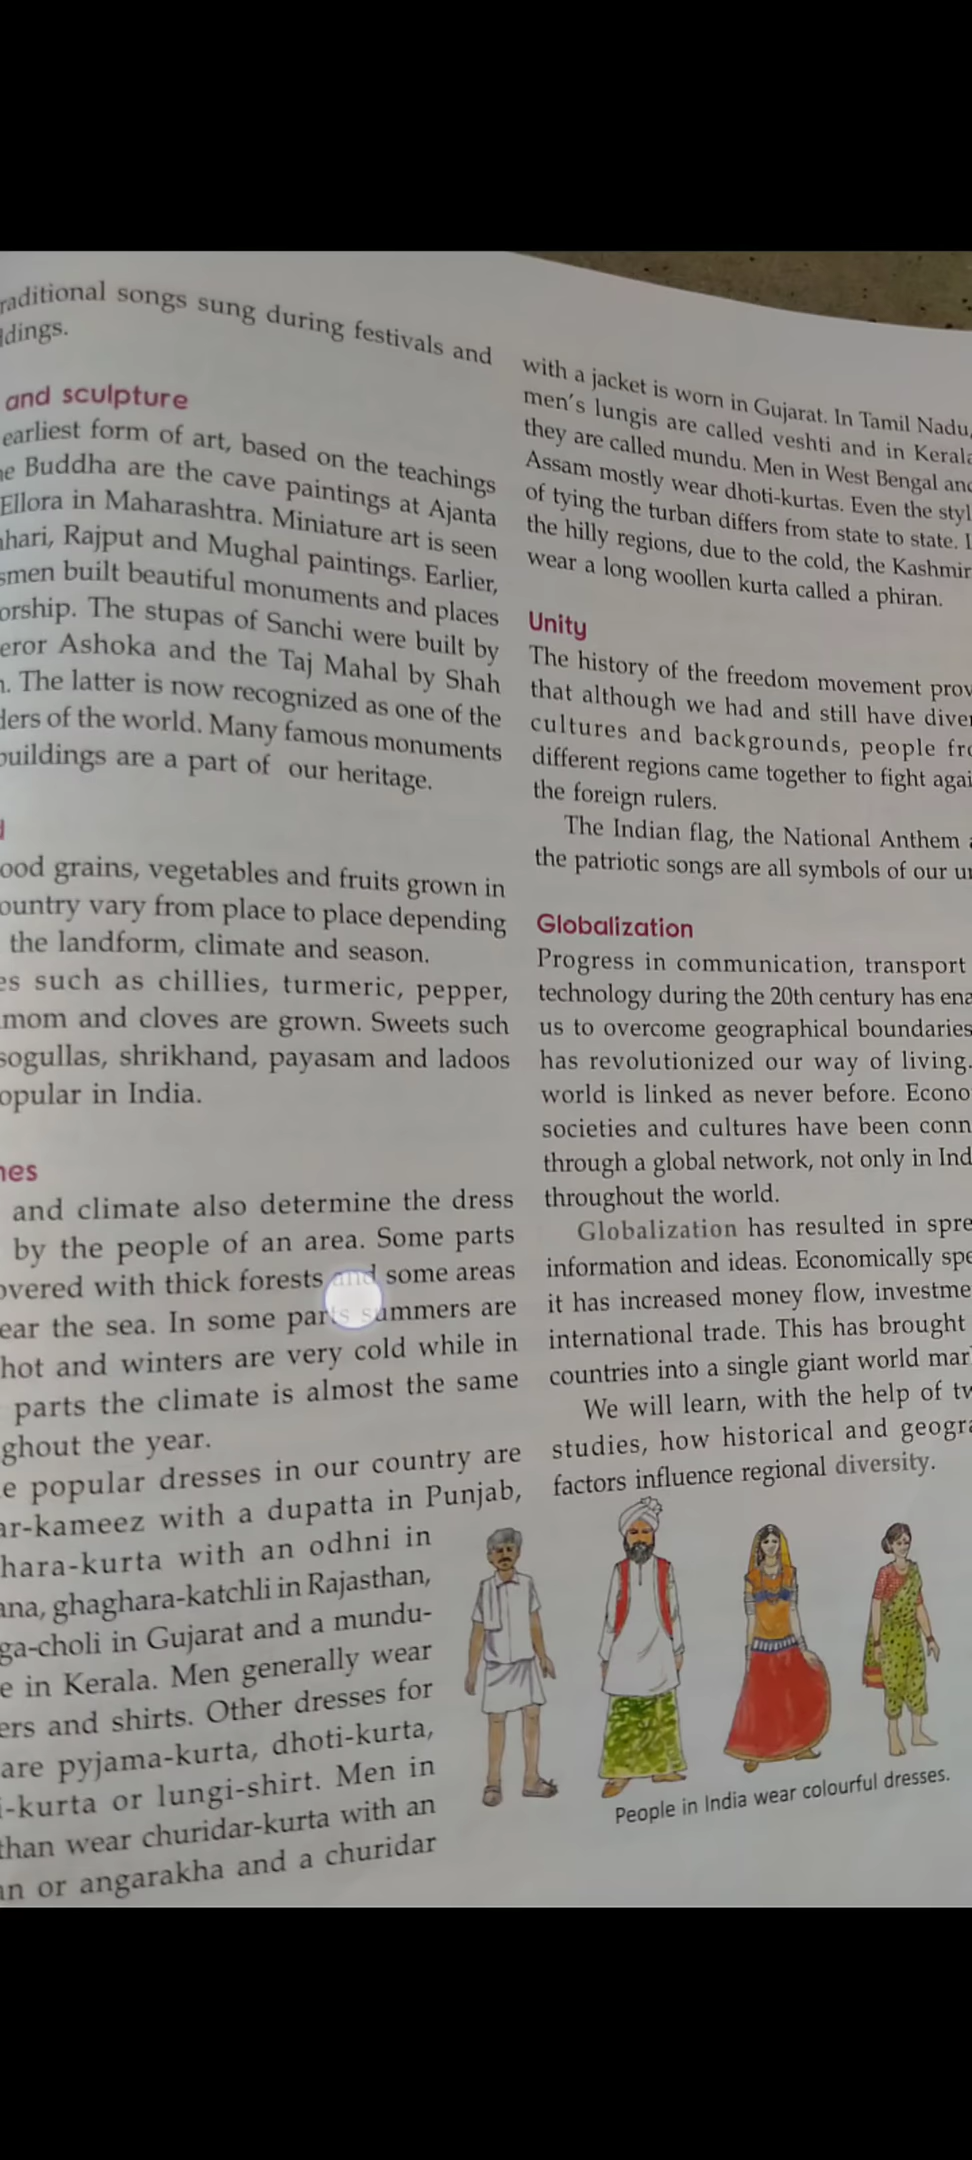 raditional songs sung during festivals and
dings.
and sculpture
earliest form of art, based on the teachings
e Buddha are the cave paintings at Ajanta
Ellora in Maharashtra. Miniature art is seen
hari, Rajput and Mughal paintings. Earlier,
smen built beautiful monuments and places
orship. The stupas of Sanchi were built by
eror Ashoka and the Taj Mahal by Shah
n. The latter is now recognized as one of the
ders of the world. Many famous monuments
buildings are a part of our heritage.
d
ood grains, vegetables and fruits grown in
ountry vary from place to place depending
the landform, climate and season.
es such as chillies, turmeric, pepper,
mom and cloves are grown. Sweets such
sogullas, shrikhand, payasam and ladoos
opular in India.
hes
and climate also determine the dress
by the people of an area. Some parts
overed with thick forests and some areas
ear the sea. In some parts summers are
hot and winters are very cold while in
parts the climate is almost the same
ghout the year.
e popular dresses in our country are
ar-kameez with a dupatta in Punjab,
hara-kurta with an odhni in
ana, ghaghara-katchli in Rajasthan,
ga-choli in Gujarat and a mundu-
e in Kerala. Men generally wear
ers and shirts. Other dresses for
are pyjama-kurta, dhoti-kurta,
i-kurta or lungi-shirt. Men in
than wear churidar-kurta with an
an or angarakha and a churidar
with a jacket is worn in Gujarat. In Tamil Nadu,
men's lungis are called veshti and in Kerala
they are called mundu. Men in West Bengal and
Assam mostly wear dhoti-kurtas. Even the styl
of tying the turban differs from state to state. I
the hilly regions, due to the cold, the Kashmir
wear a long woollen kurta called a phiran.
Unity
The history of the freedom movement prov
that although we had and still have diver
cultures and backgrounds, people fro
different regions came together to fight agai
the foreign rulers.
The Indian flag, the National Anthem a
the patriotic songs are all symbols of our un
Globalization
Progress in communication, transport
technology during the 20th century has ena
us to overcome geographical boundaries
has revolutionized our way of living.
world is linked as never before. Econo
societies and cultures have been conn
through a global network, not only in Ind
throughout the world.
Globalization has resulted in spre
information and ideas. Economically spe
it has increased money flow, investme
international trade. This has brought
countries into a single giant world mar
We will learn, with the help of tw
studies, how historical and geogra
factors influence regional diversity.
People in India wear colourful dresses.